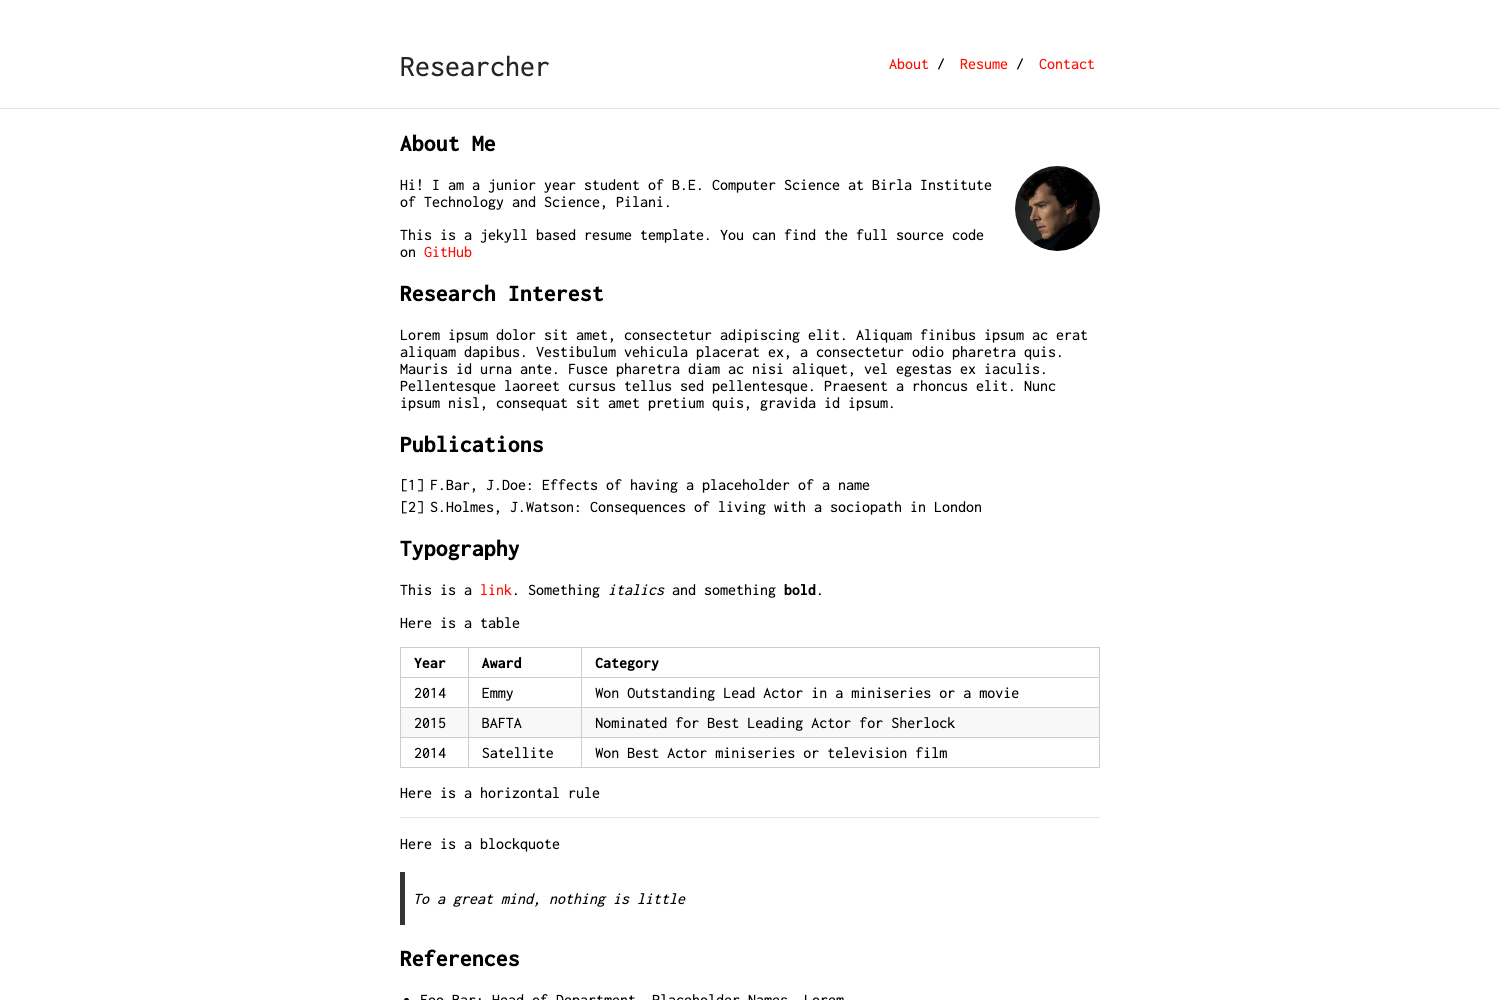 Researcher
About / Resume / Contact
About Me
Hi! I am a junior year student of B.E. Computer Science at Birla Institute
of Technology and Science, Pilani.
This is a jekyll based resume template. You can find the full source code
on GitHub
Research Interest
Lorem ipsum dolor sit amet, consectetur adipiscing elit. Aliquam finibus ipsum ac erat
aliquam dapibus. Vestibulum vehicula placerat ex, a consectetur odio pharetra quis.
Mauris id urna ante. Fusce pharetra diam ac nisi aliquet, vel egestas ex iaculis.
Pellentesque laoreet cursus tellus sed pellentesque. Praesent a rhoncus elit. Nunc
ipsum nisl, consequat sit amet pretium quis, gravida id ipsum.
Publications
[1] F.Bar, J.Doe: Effects of having a placeholder of a name
[2] S.Holmes, J.Watson: Consequences of living with a sociopath in London
Typography
This is a link. Something italics and something bold.
Here is a table
Year Award Category
2014 Emmy Won Outstanding Lead Actor in a miniseries or a movie
2015 BAFTA Nominated for Best Leading Actor for Sherlock
2014 Satellite Won Best Actor miniseries or television film
Here is a horizontal rule
Here is a blockquote
To a great mind, nothing is little
References
• Foo Bar: Head of Department, Placeholder Names, Lorem